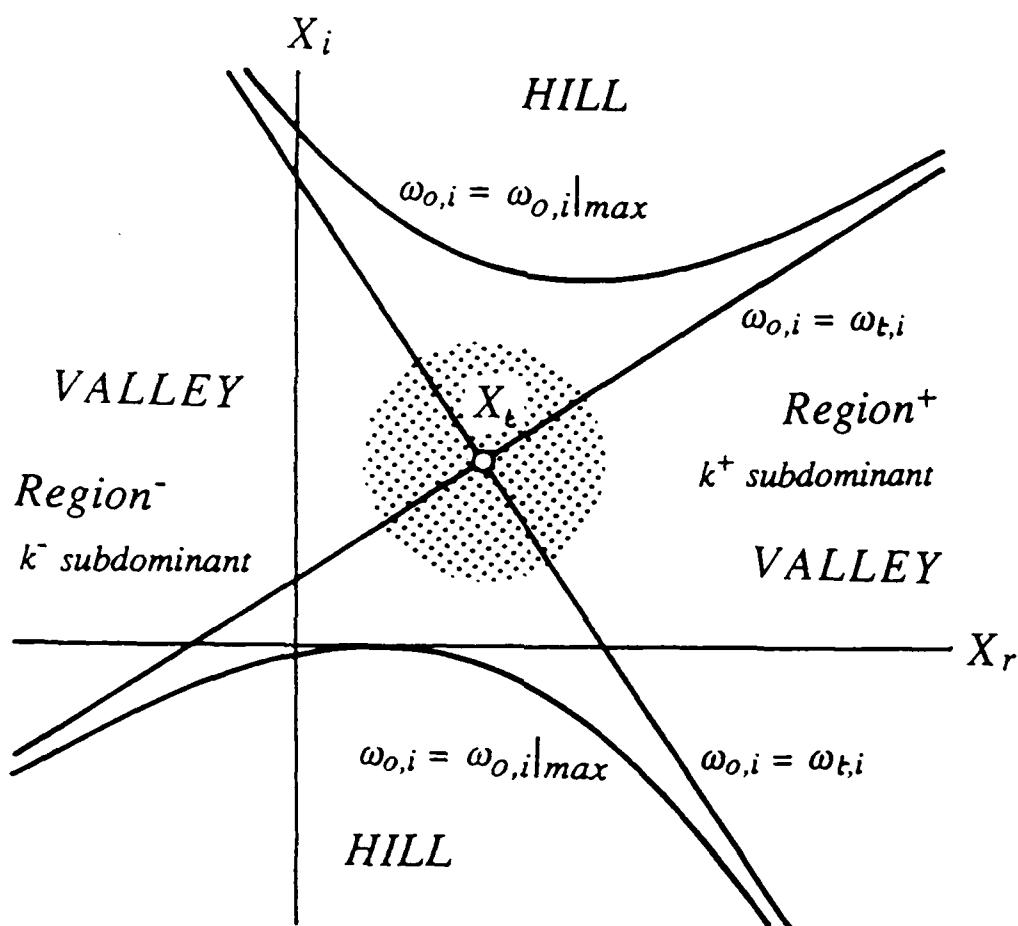 X_i
HILL
ω_{o,i} = ω_{o,i}|_{max}
ω_{o,i} = ω_{t,i}
VALLEY
X_t
Region^+
k^+ subdominant
Region^-
k^- subdominant
VALLEY
X_r
ω_{o,i} = ω_{o,i}|_{max}
ω_{o,i} = ω_{t,i}
HILL